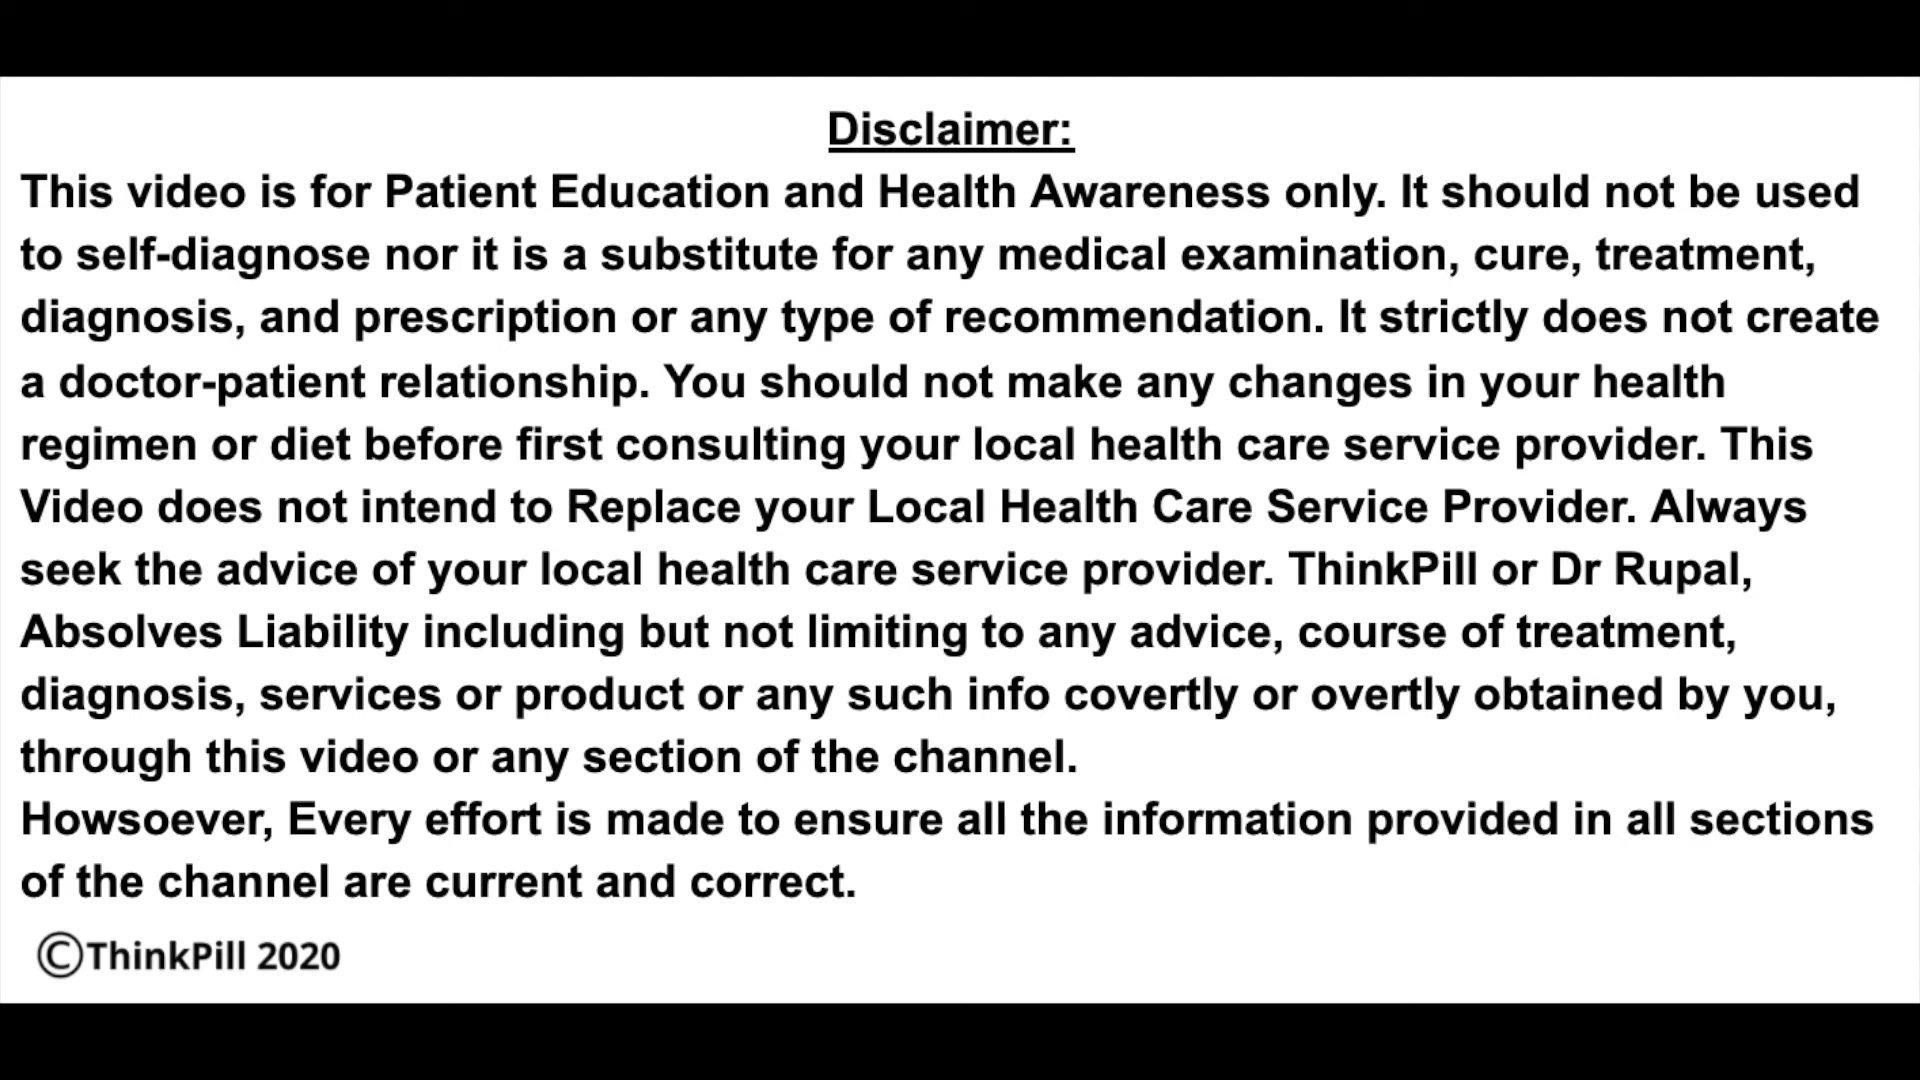 Disclaimer:
This video is for Patient Education and Health Awareness only. It should not be used
to self-diagnose nor it is a substitute for any medical examination, cure, treatment,
diagnosis, and prescription or any type of recommendation. It strictly does not create
a doctor-patient relationship. You should not make any changes in your health
regimen or diet before first consulting your local health care service provider. This
Video does not intend to Replace your Local Health Care Service Provider. Always
seek the advice of your local health care service provider. ThinkPill or Dr Rupal,
Absolves Liability including but not limiting to any advice, course of treatment,
diagnosis, services or product or any such info covertly or overtly obtained by you,
through this video or any section of the channel.
Howsoever, Every effort is made to ensure all the information provided in all sections
of the channel are current and correct.
©ThinkPill 2020